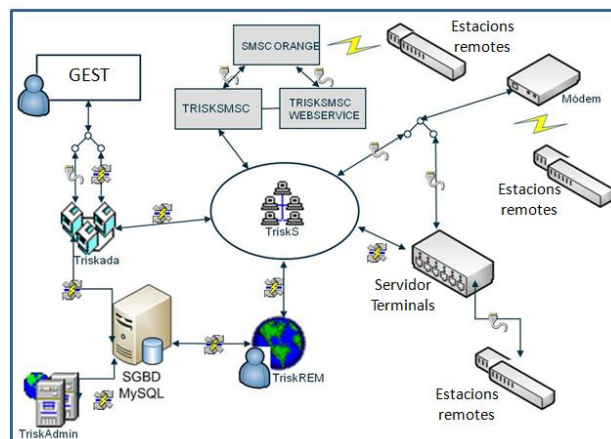 Estacions
remotes
SMSC ORANGE
GEST
TRISKSMSC
TRISKSMSC
WEBSERVICE
Mòdem
Estacions
remotes
TriskS
Triskada
Servidor
Terminals
SGBD
MySQL
TriskREM
Estacions
remotes
TriskAdmin